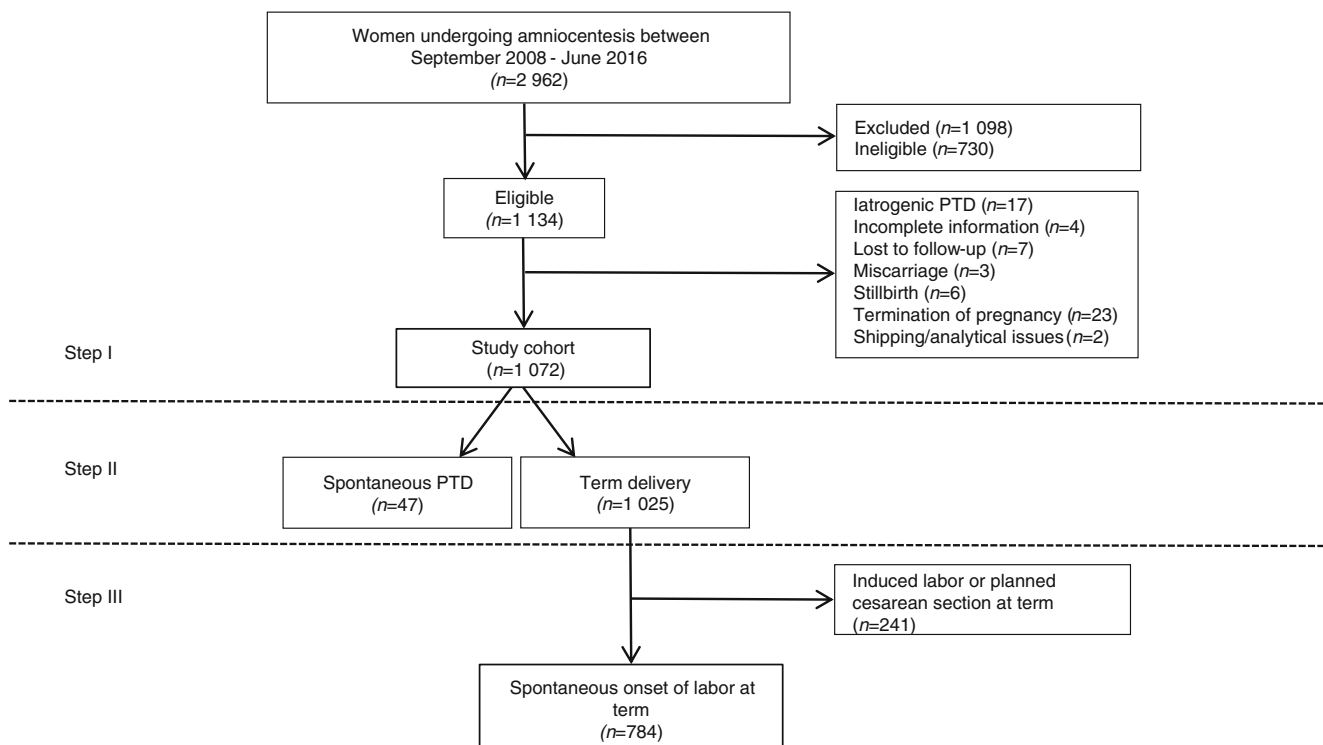 Women undergoing amniocentesis between
September 2008 - June 2016
(n=2 962)
Excluded (n=1 098)
Ineligible (n=730)
Eligible
(n=1 134)
Iatrogenic PTD (n=17)
Incomplete information (n=4)
Lost to follow-up (n=7)
Miscarriage (n=3)
Stillbirth (n=6)
Termination of pregnancy (n=23)
Shipping/analytical issues (n=2)
Step I
Study cohort
(n=1 072)
Step II
Spontaneous PTD
(n=47)
Term delivery
(n=1 025)
Step III
Induced labor or planned
cesarean section at term
(n=241)
Spontaneous onset of labor at
term
(n=784)